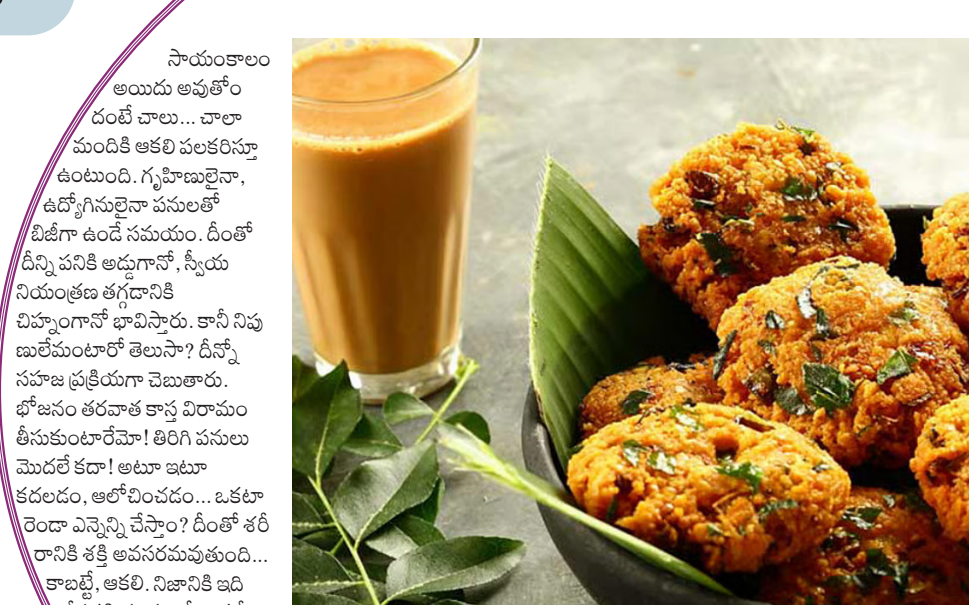 సాయంకాలం
అయిదు అవుతోం
దంటే చాలు... చాలా
మందికి ఆకలి పలకరిస్తూ
ఉంటుంది. గృహిణులైనా,
ఉద్యోగినులైనా పనులతో
బిజీగా ఉండే సమయం. దీంతో
దీన్ని పనికి అడ్డుగానో, స్వీయ
నియంత్రణ తగ్గడానికి
చిహ్నంగానో భావిస్తారు. కానీ నిపు
ణులేమంటారో తెలుసా? దీన్నో
సహజ ప్రక్రియగా చెబుతారు.
భోజనం తరవాత కాస్త విరామం
తీసుకుంటారేమో! తిరిగి పనులు
మొదలే కదా! అటూ ఇటూ
కదలడం, ఆలోచించడం... ఒకటా
రెండా ఎన్నెన్ని చేస్తాం? దీంతో శరీ
రానికి శక్తి అవసరమవుతుంది...
కాబట్టే, ఆకలి. నిజానికి ఇది